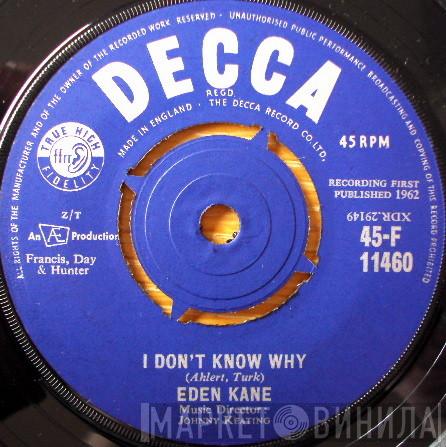 ALL RIGHTS OF THE MANUFACTURER AND OF THE OWNER OF THE RECORDED WORK RESERVED · UNAUTHORISED PUBLIC PERFORMANCE BROADCASTING AND COPYING OF THIS RECORD PROHIBITED
DECCA
REGD.
MADE IN ENGLAND · THE DECCA RECORD CO. LTD.
TRUE HIGH
ffrr
FIDELITY
45 RPM
RECORDING FIRST
PUBLISHED 1962
XDR.29149
Z/T
An AE Production
Francis, Day
& Hunter
45-F
11460
I DON'T KNOW WHY
(Ahlert, Turk)
EDEN KANE
Music Director:
JOHNNY KEATING
МАРКЕТ ВИНИЛА